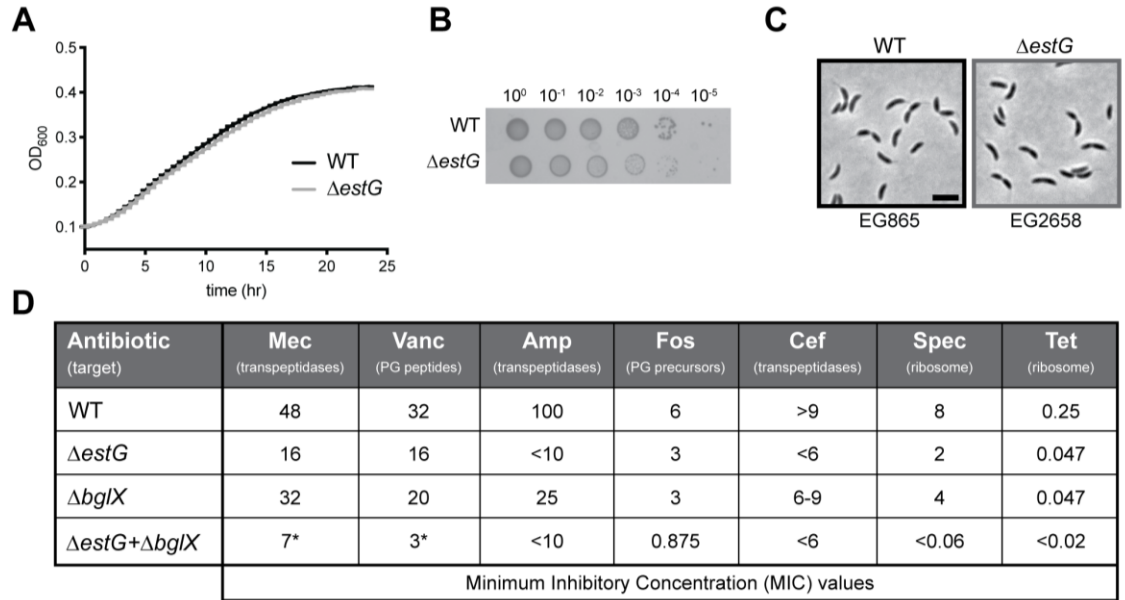 A
0.5
0.4
0.3
0.2
0.1
OD600
0 5 10 15 20 25
time (hr)
WT
ΔestG
B
10⁰ 10⁻¹ 10⁻² 10⁻³ 10⁻⁴ 10⁻⁵
WT
ΔestG
C
WT ΔestG
EG865 EG2658
D
Antibiotic Mec Vanc Amp Fos Cef Spec Tet
(target) (transpeptidases) (PG peptides) (transpeptidases) (PG precursors) (transpeptidases) (ribosome) (ribosome)
WT 48 32 100 6 >9 8 0.25
ΔestG 16 16 <10 3 <6 2 0.047
ΔbglX 32 20 25 3 6-9 4 0.047
ΔestG+ΔbglX 7* 3* <10 0.875 <6 <0.06 <0.02
Minimum Inhibitory Concentration (MIC) values